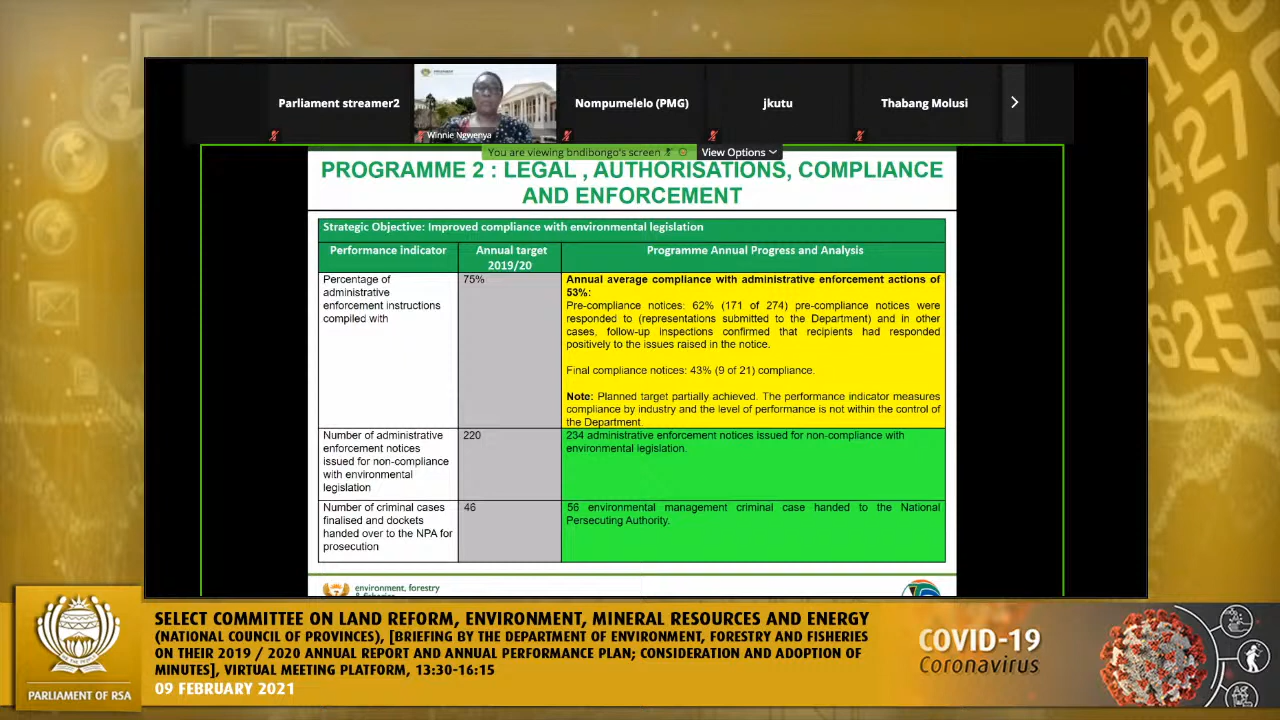 Parliament streamer2
Winnie Ngwenya
Nompumelelo (PMG)
jkutu
Thabang Molusi
You are viewing bndibongo's screen
View Options
PROGRAMME 2 : LEGAL , AUTHORISATIONS, COMPLIANCE
AND ENFORCEMENT
Strategic Objective: Improved compliance with environmental legislation
Performance indicator
Annual target
2019/20
Programme Annual Progress and Analysis
Percentage of
administrative
enforcement instructions
complied with
75%
Annual average compliance with administrative enforcement actions of
53%:
Pre-compliance notices: 62% (171 of 274) pre-compliance notices were
responded to (representations submitted to the Department) and in other
cases, follow-up inspections confirmed that recipients had responded
positively to the issues raised in the notice.
Final compliance notices: 43% (9 of 21) compliance.
Note: Planned target partially achieved. The performance indicator measures
compliance by industry and the level of performance is not within the control of
the Department.
Number of administrative
enforcement notices
issued for non-compliance
with environmental
legislation
220
234 administrative enforcement notices issued for non-compliance with
environmental legislation.
Number of criminal cases
finalised and dockets
handed over to the NPA for
prosecution
46
56 environmental management criminal case handed to the National
Persecuting Authority.
environment, forestry
PARLIAMENT OF RSA
SELECT COMMITTEE ON LAND REFORM, ENVIRONMENT, MINERAL RESOURCES AND ENERGY
(NATIONAL COUNCIL OF PROVINCES), [BRIEFING BY THE DEPARTMENT OF ENVIRONMENT, FORESTRY AND FISHERIES
ON THEIR 2019 / 2020 ANNUAL REPORT AND ANNUAL PERFORMANCE PLAN; CONSIDERATION AND ADOPTION OF
MINUTES], VIRTUAL MEETING PLATFORM, 13:30-16:15
09 FEBRUARY 2021
COVID-19
Coronavirus